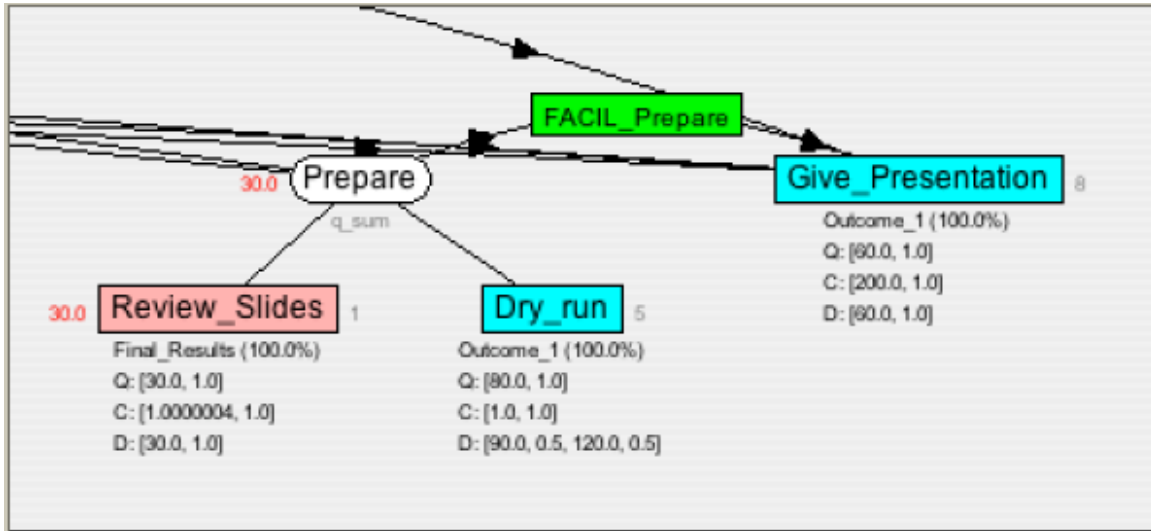 FACIL_Prepare
30.0 Prepare
Give_Presentation 8
q_sum
Outcome_1 (100.0%)
Q: [60.0, 1.0]
C: [200.0, 1.0]
D: [60.0, 1.0]
30.0 Review_Slides 1
Final_Results (100.0%)
Q: [30.0, 1.0]
C: [1.0000004, 1.0]
D: [30.0, 1.0]
Dry_run 5
Outcome_1 (100.0%)
Q: [80.0, 1.0]
C: [1.0, 1.0]
D: [90.0, 0.5, 120.0, 0.5]